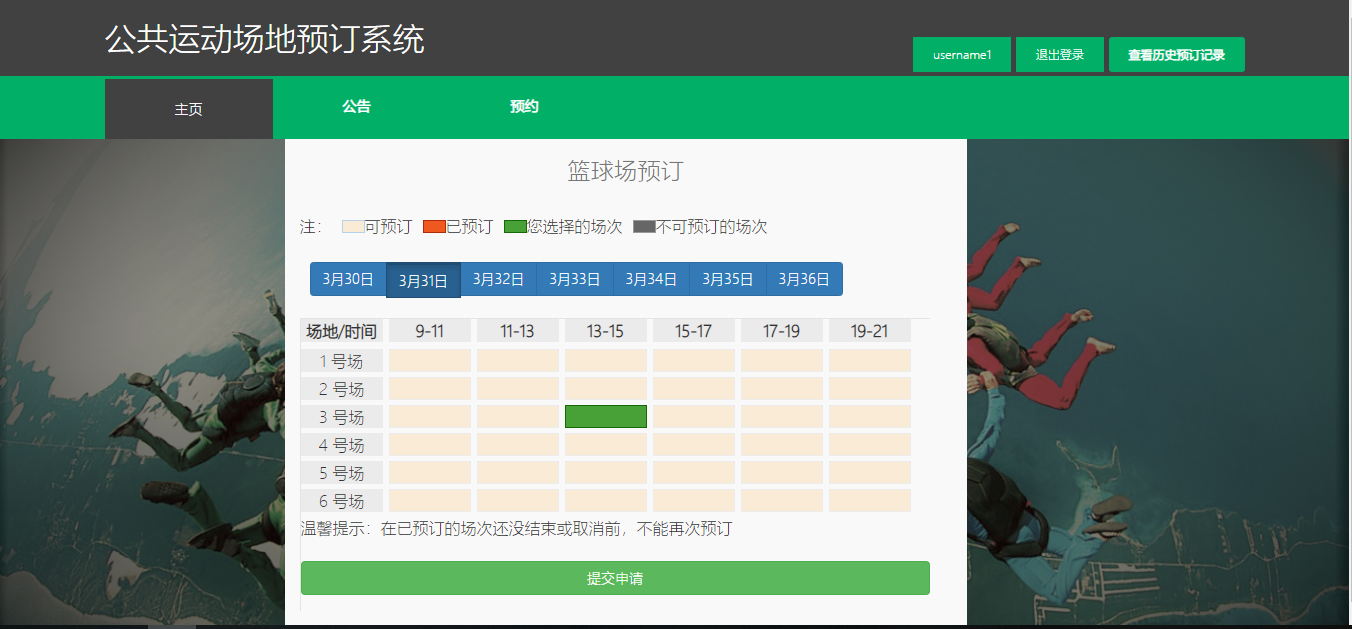 公共运动场地预订系统
username1 退出登录 查看历史预订记录
主页 公告 预约
篮球场预订
注： 可预订 已预订 您选择的场次 不可预订的场次
3月30日 3月31日 3月32日 3月33日 3月34日 3月35日 3月36日
场地/时间 9-11 11-13 13-15 15-17 17-19 19-21
1 号场
2 号场
3 号场
4 号场
5 号场
6 号场
温馨提示：在已预订的场次还没结束或取消前，不能再次预订
提交申请